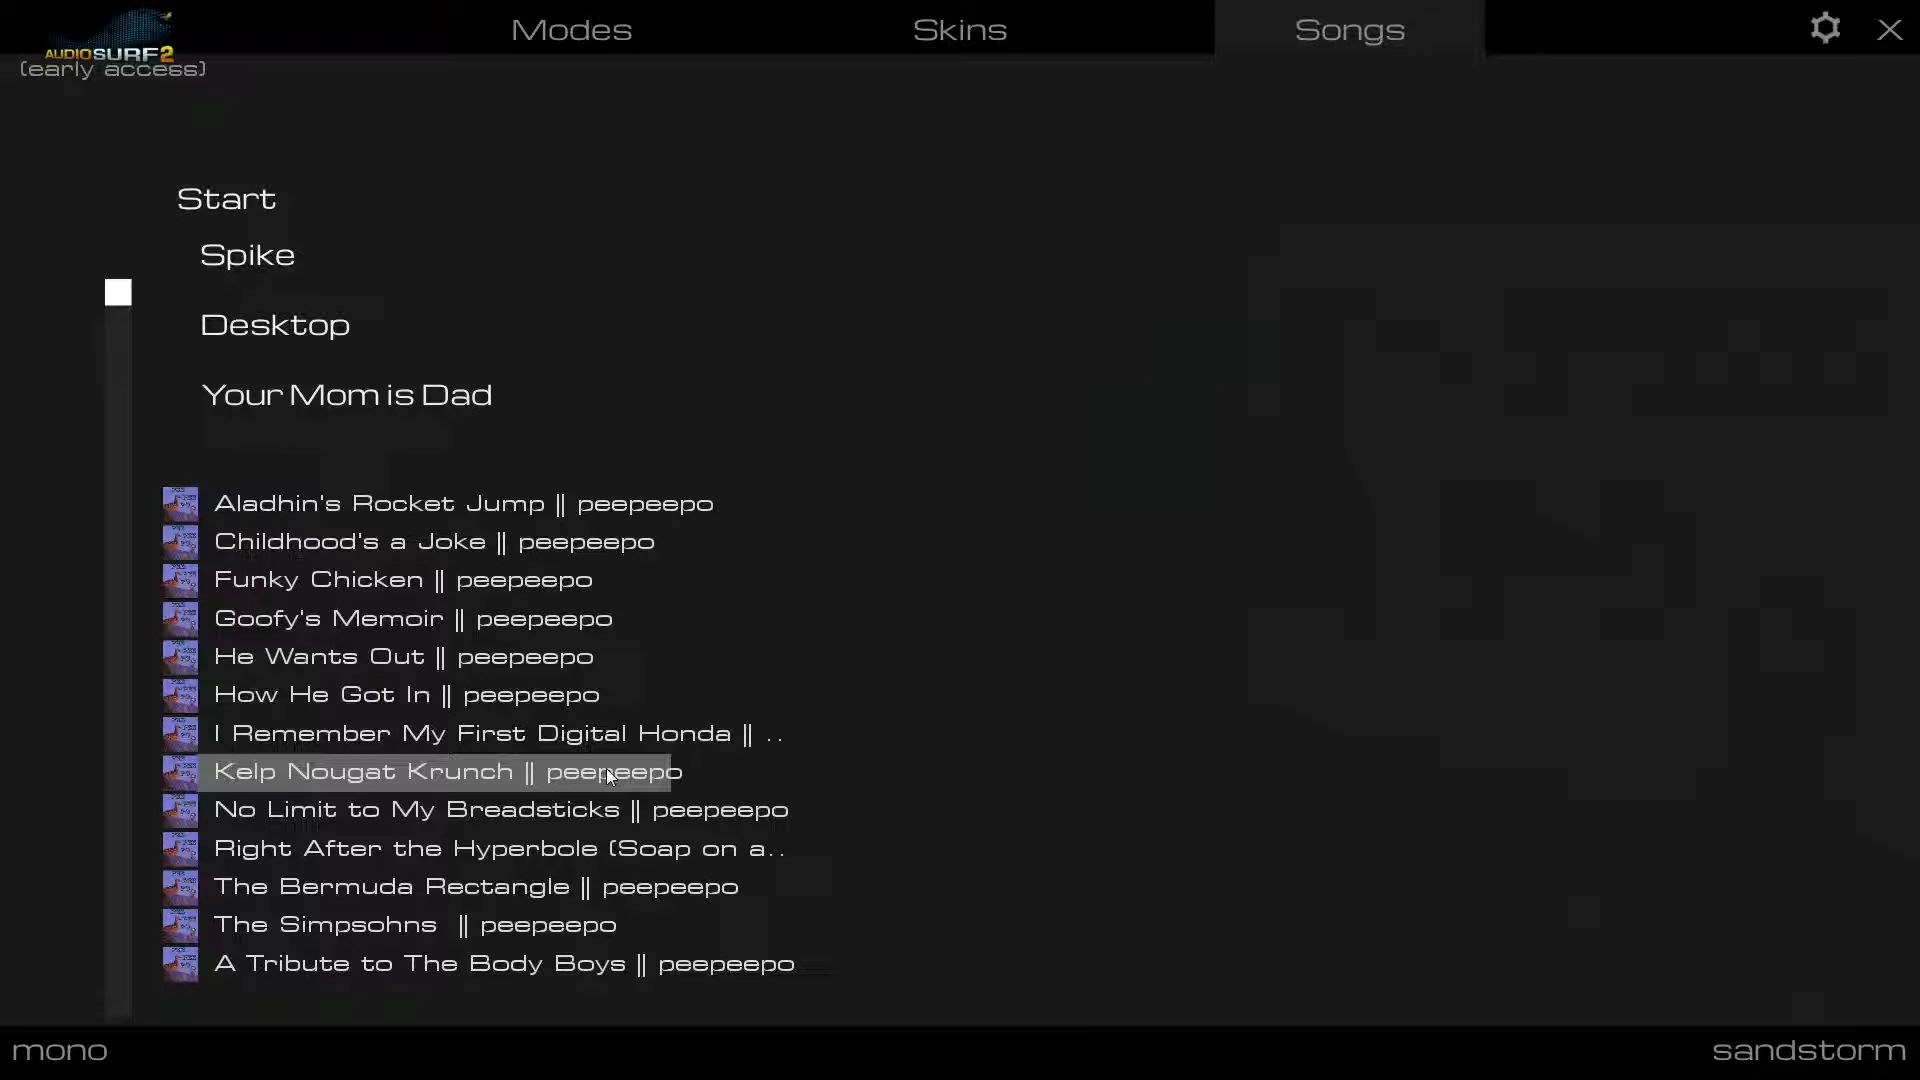 AUDIOSURF2
(early access)
Modes
Skins
Songs
Start
Spike
Desktop
Your Mom is Dad
Aladhin's Rocket Jump || peepeepo
Childhood's a Joke || peepeepo
Funky Chicken || peepeepo
Goofy's Memoir || peepeepo
He Wants Out || peepeepo
How He Got In || peepeepo
I Remember My First Digital Honda || ..
Kelp Nougat Krunch || peepeepo
No Limit to My Breadsticks || peepeepo
Right After the Hyperbole (Soap on a..
The Bermuda Rectangle || peepeepo
The Simpsohns || peepeepo
A Tribute to The Body Boys || peepeepo
mono
sandstorm